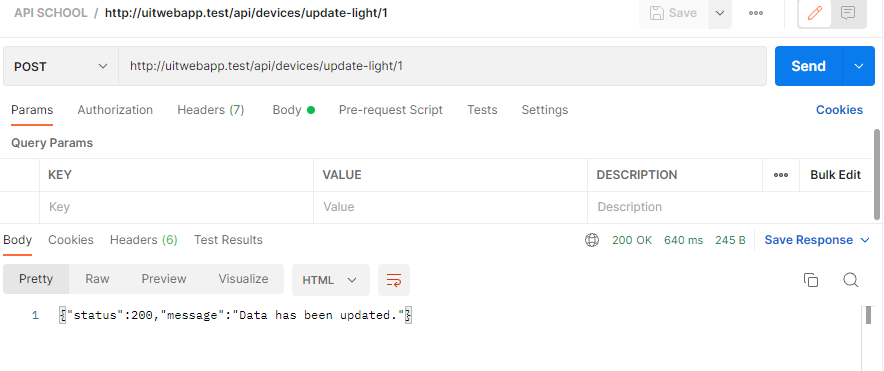 API SCHOOL / http://uitwebapp.test/api/devices/update-light/1 Save
POST http://uitwebapp.test/api/devices/update-light/1 Send
Params Authorization Headers (7) Body Pre-request Script Tests Settings Cookies
Query Params
KEY VALUE DESCRIPTION Bulk Edit
Key Value Description
Body Cookies Headers (6) Test Results 200 OK 640 ms 245 B Save Response
Pretty Raw Preview Visualize HTML
1 {"status":200,"message":"Data has been updated."}